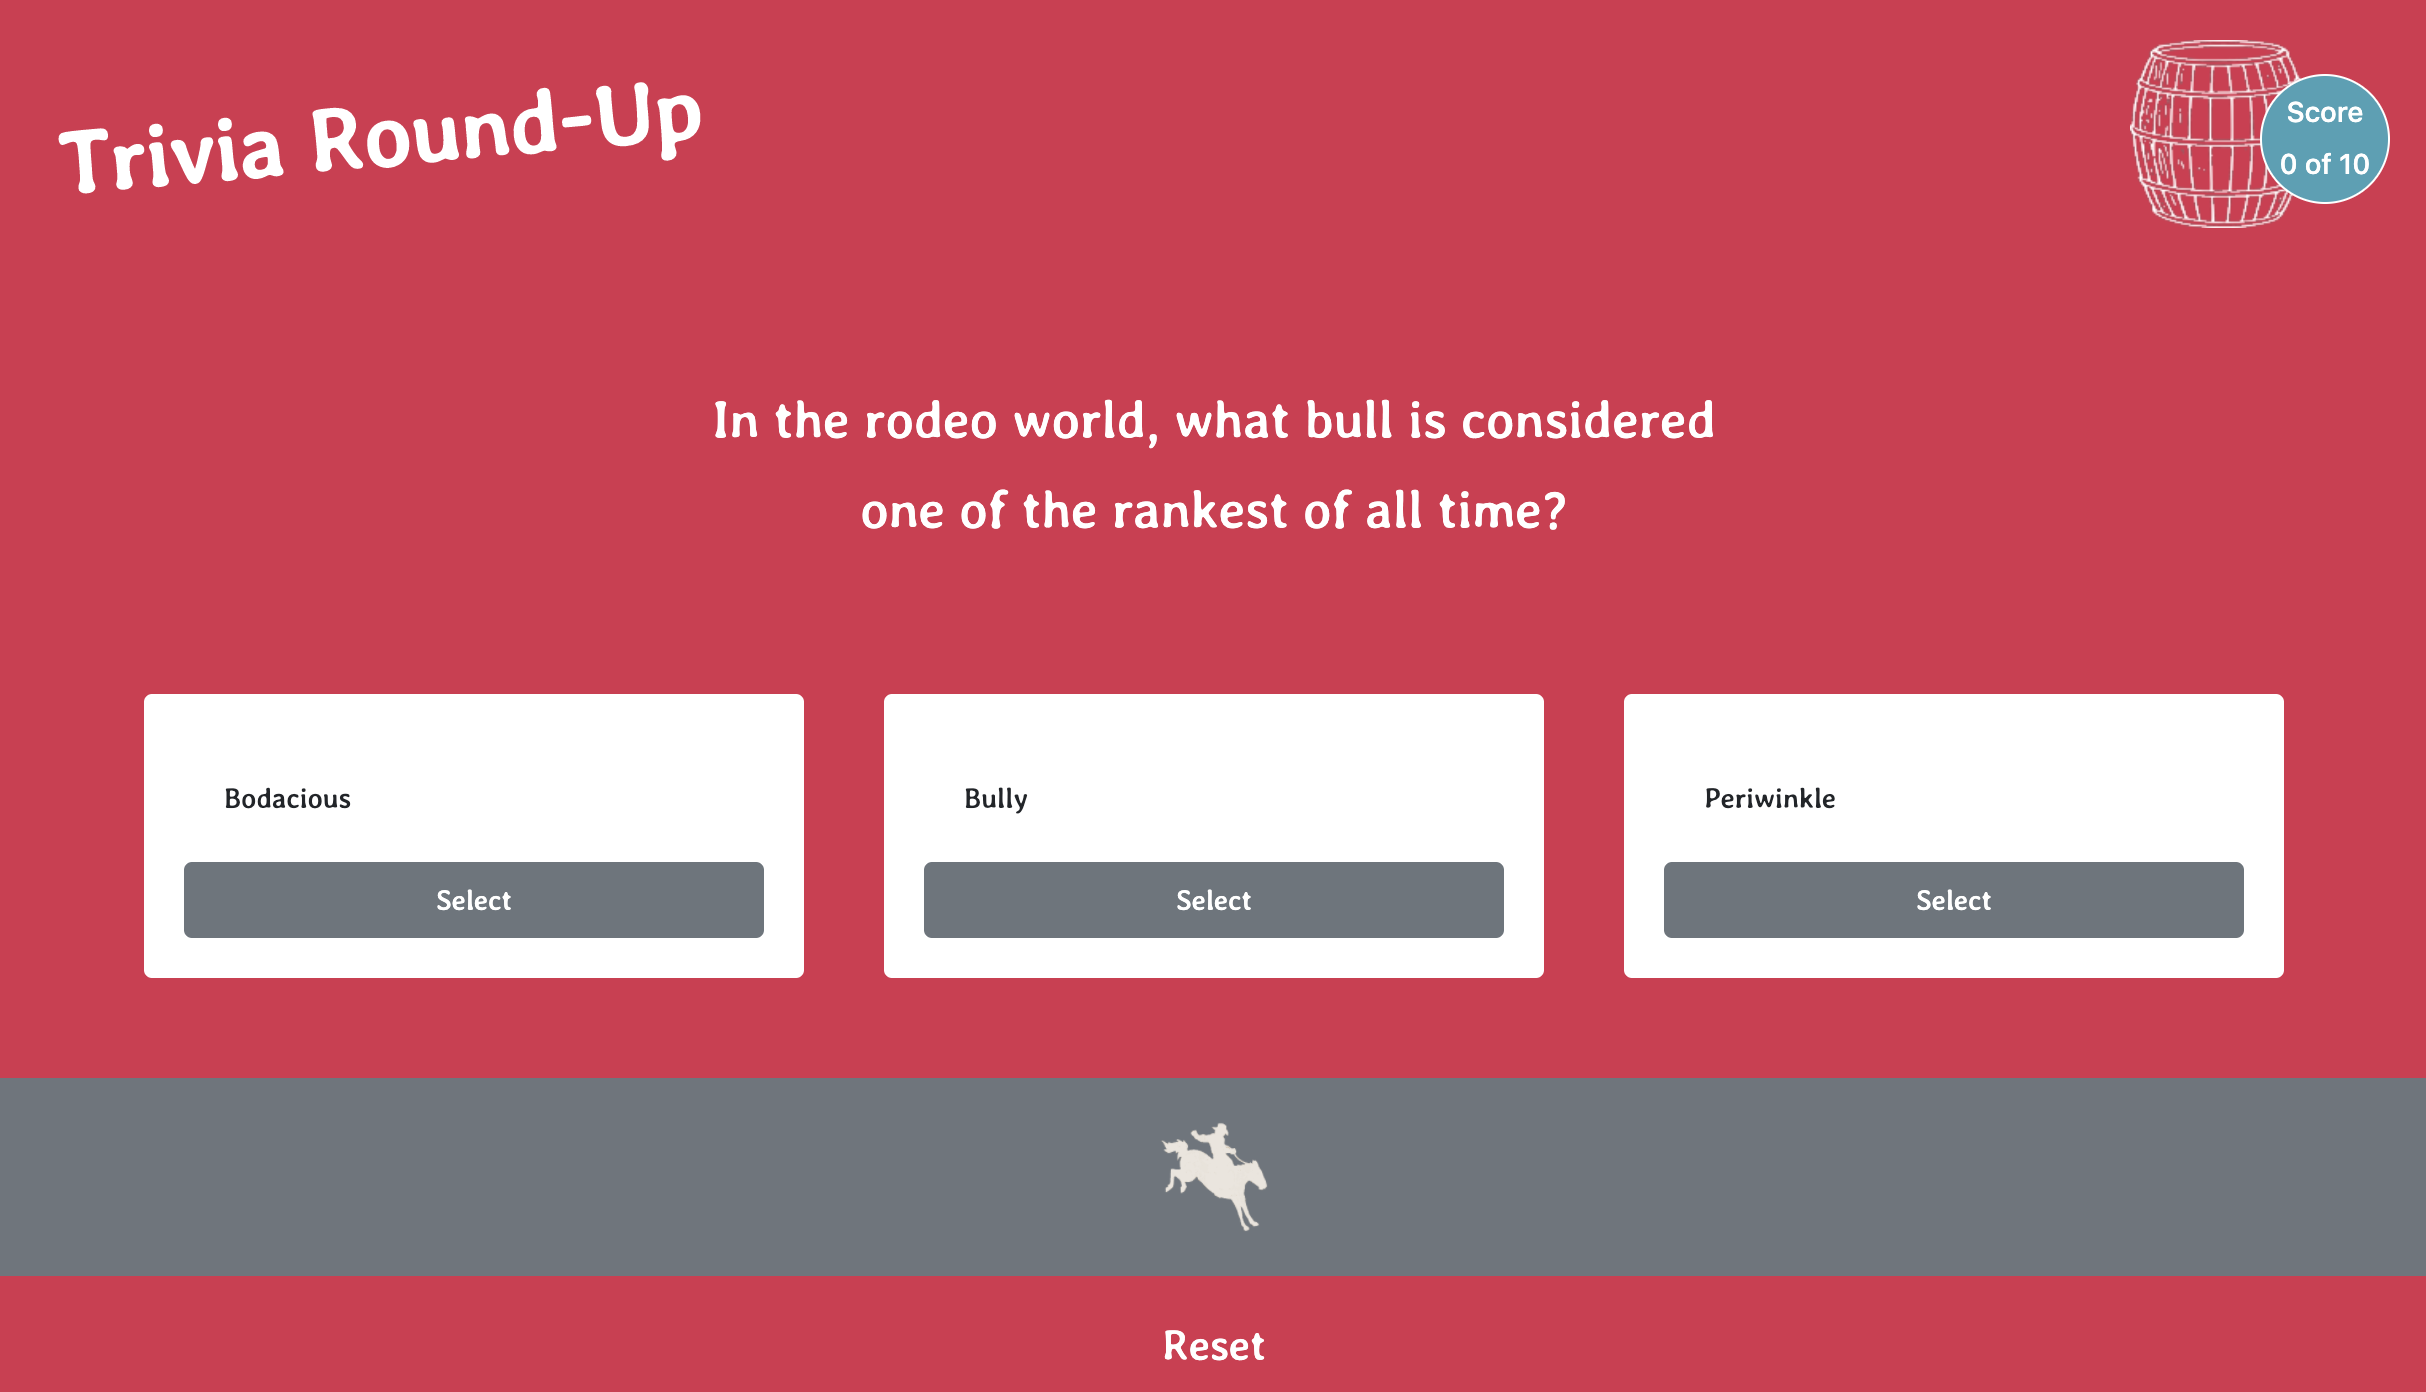 Trivia Round-Up
Score
0 of 10
In the rodeo world, what bull is considered
one of the rankest of all time?
Bodacious
Select
Bully
Select
Periwinkle
Select
Reset